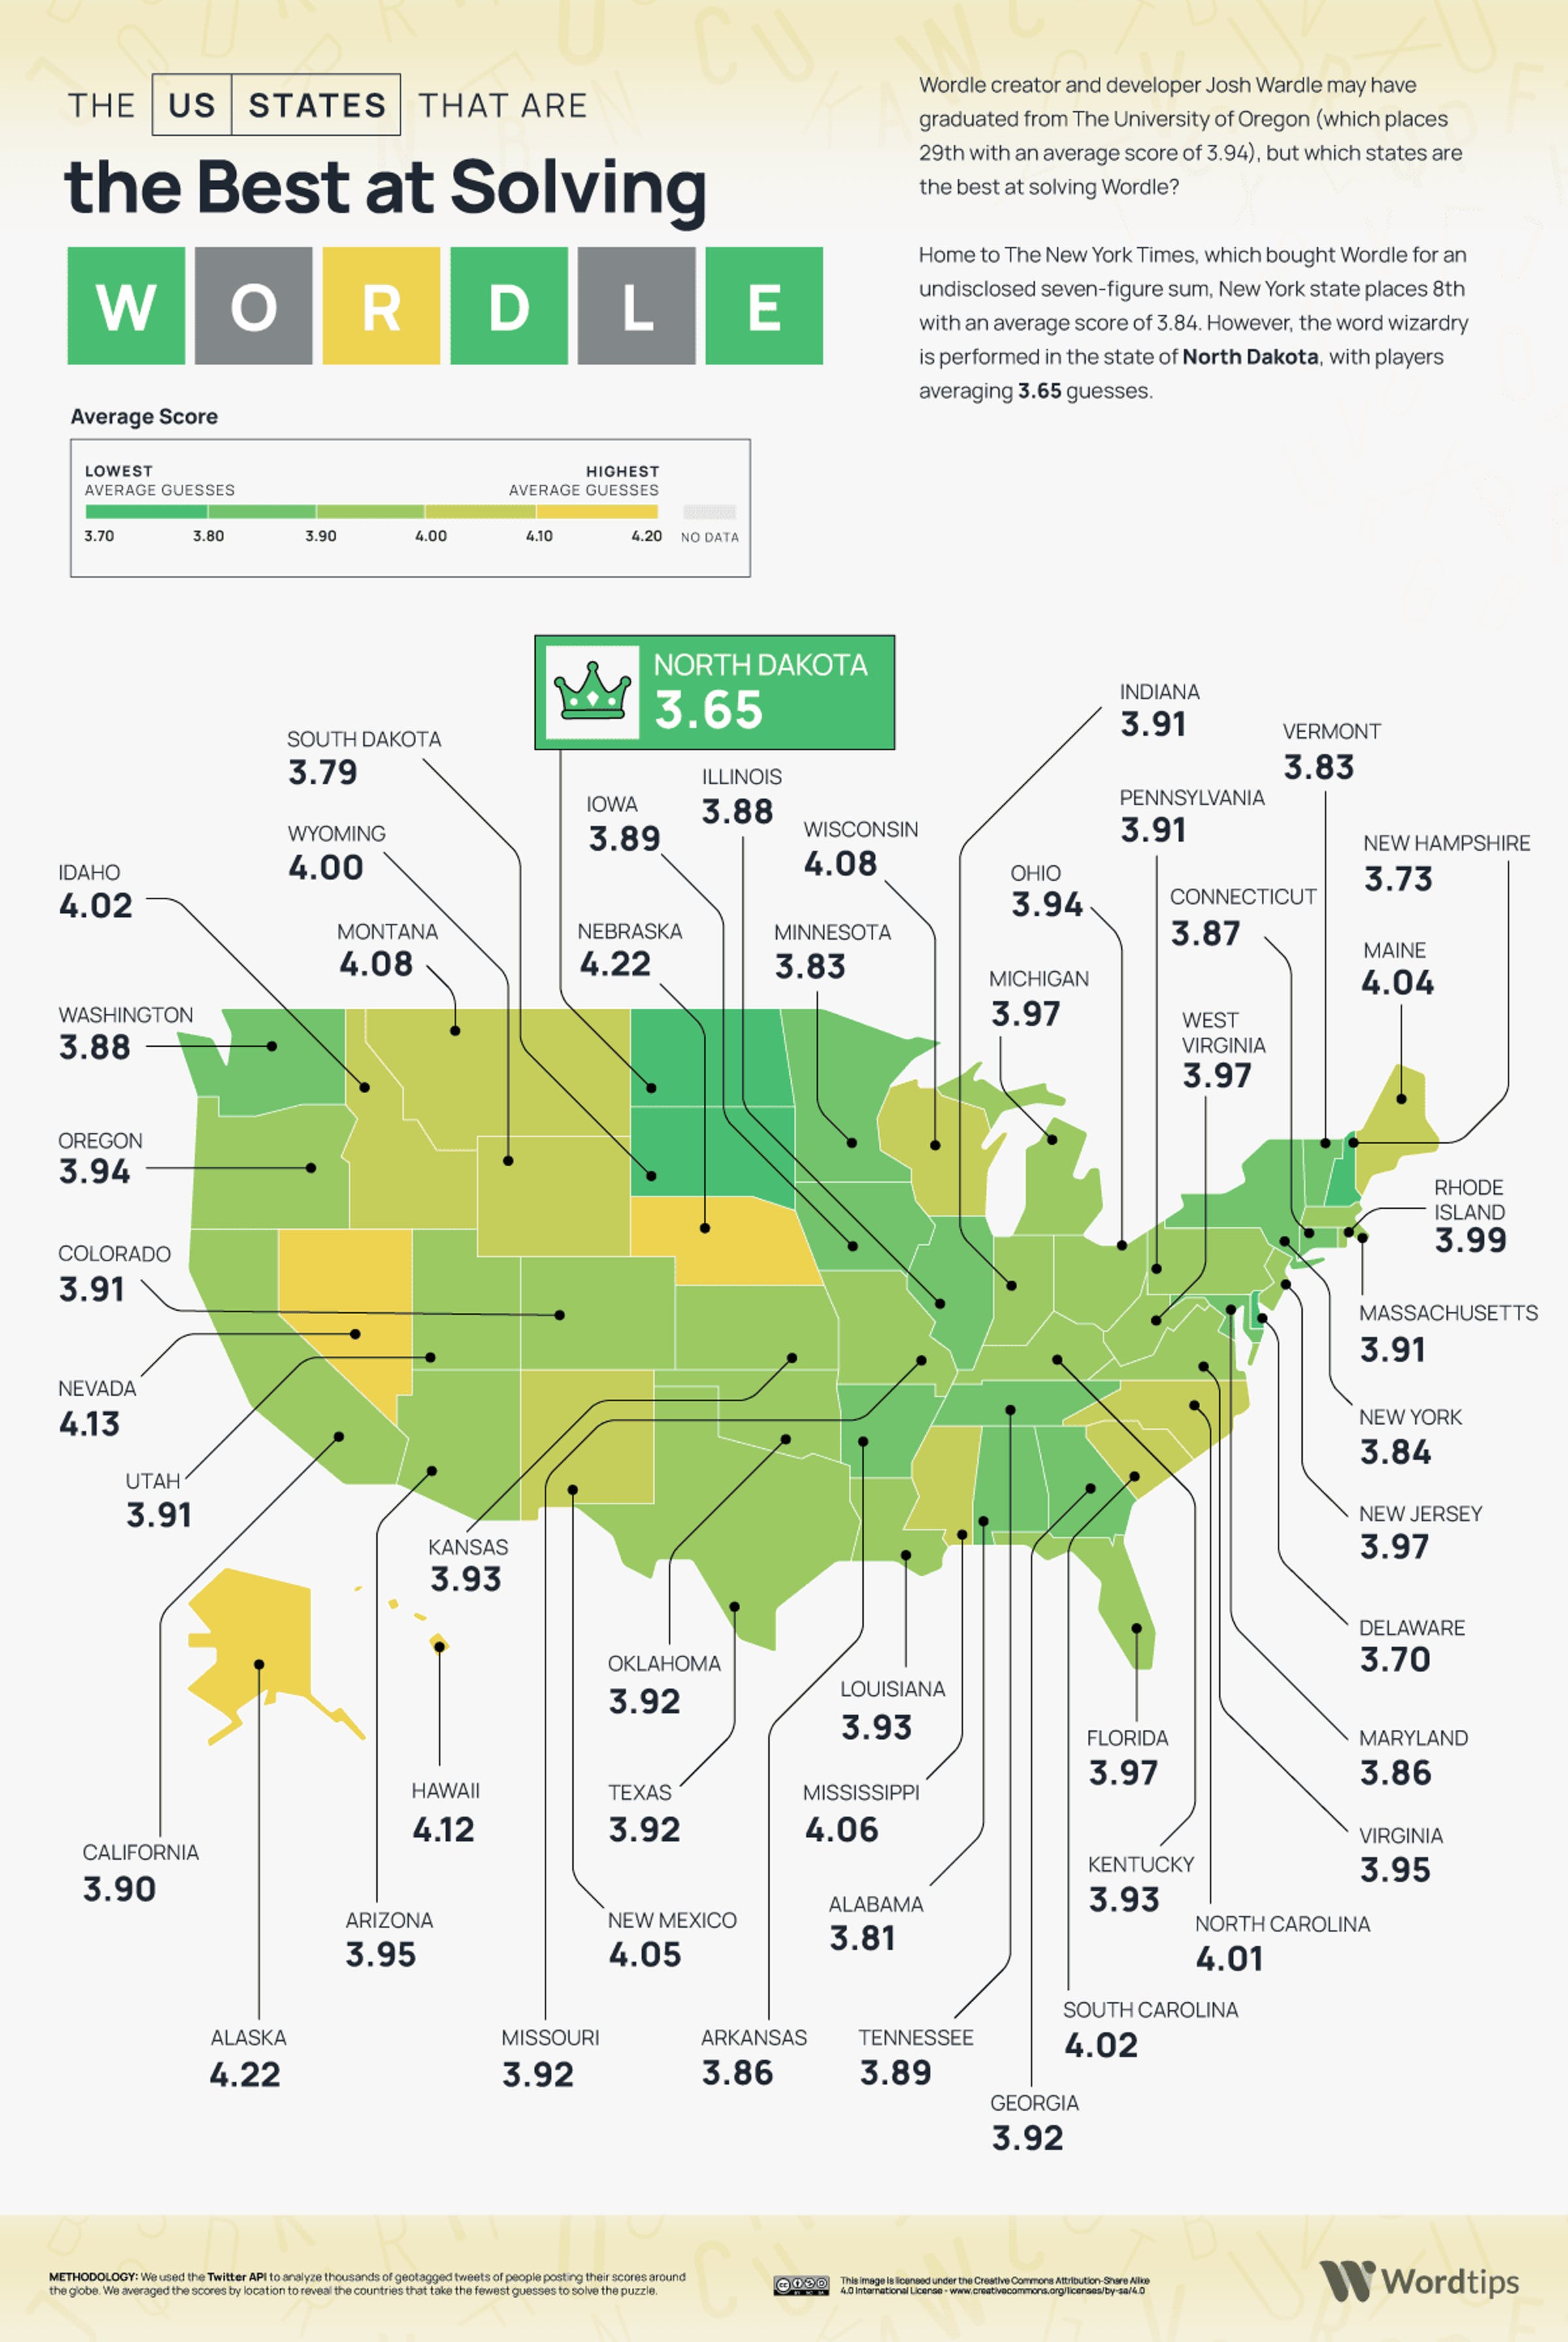 THE US STATES THAT ARE
the Best at Solving
WORDLE
Wordle creator and developer Josh Wardle may have
graduated from The University of Oregon (which places
29th with an average score of 3.94), but which states are
the best at solving Wordle?
Home to The New York Times, which bought Wordle for an
undisclosed seven-figure sum, New York state places 8th
with an average score of 3.84. However, the word wizardry
is performed in the state of North Dakota, with players
averaging 3.65 guesses.
Average Score
LOWEST
AVERAGE GUESSES
HIGHEST
AVERAGE GUESSES
3.70 3.80 3.90 4.00 4.10 4.20 NO DATA
NORTH DAKOTA
3.65
INDIANA
3.91
VERMONT
3.83
SOUTH DAKOTA
3.79
ILLINOIS
3.88
IOWA
3.89
PENNSYLVANIA
3.91
WYOMING
4.00
WISCONSIN
4.08
NEW HAMPSHIRE
3.73
IDAHO
4.02
OHIO
3.94
CONNECTICUT
3.87
MONTANA
4.08
NEBRASKA
4.22
MINNESOTA
3.83
MAINE
4.04
MICHIGAN
3.97
WASHINGTON
3.88
WEST
VIRGINIA
3.97
OREGON
3.94
RHODE
ISLAND
3.99
COLORADO
3.91
MASSACHUSETTS
3.91
NEVADA
4.13
NEW YORK
3.84
UTAH
3.91
NEW JERSEY
3.97
KANSAS
3.93
DELAWARE
3.70
OKLAHOMA
3.92
LOUISIANA
3.93
FLORIDA
3.97
MARYLAND
3.86
HAWAII
4.12
TEXAS
3.92
MISSISSIPPI
4.06
VIRGINIA
3.95
CALIFORNIA
3.90
KENTUCKY
3.93
ALABAMA
3.81
ARIZONA
3.95
NEW MEXICO
4.05
NORTH CAROLINA
4.01
SOUTH CAROLINA
4.02
ALASKA
4.22
MISSOURI
3.92
ARKANSAS
3.86
TENNESSEE
3.89
GEORGIA
3.92
METHODOLOGY: We used the Twitter API to analyze thousands of geotagged tweets of people posting their scores around
the globe. We averaged the scores by location to reveal the countries that take the fewest guesses to solve the puzzle.
This image is licensed under the Creative Commons Attribution-Share Alike
4.0 International License - www.creativecommons.org/licenses/by-sa/4.0
Wordtips